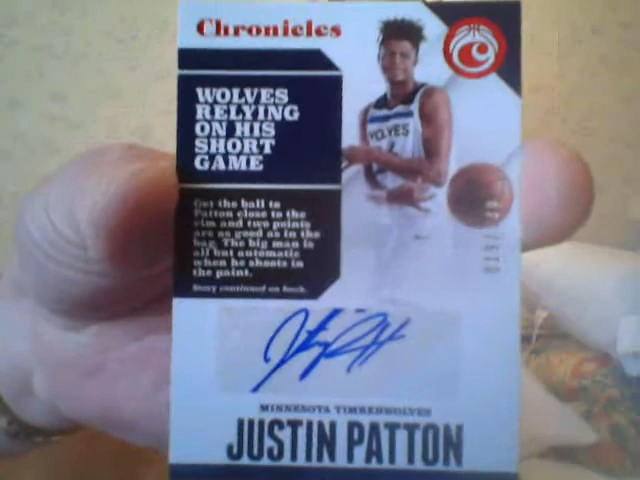 Chronicles
WOLVES
RELYING
ON HIS
SHORT
GAME
Get the ball to
Patton close to the
rim and two points
are as good as in the
bag. The big man is
all but automatic
when he shoots in
the paint.
Story continued on back.
WOLVES
MINNESOTA TIMBERWOLVES
JUSTIN PATTON